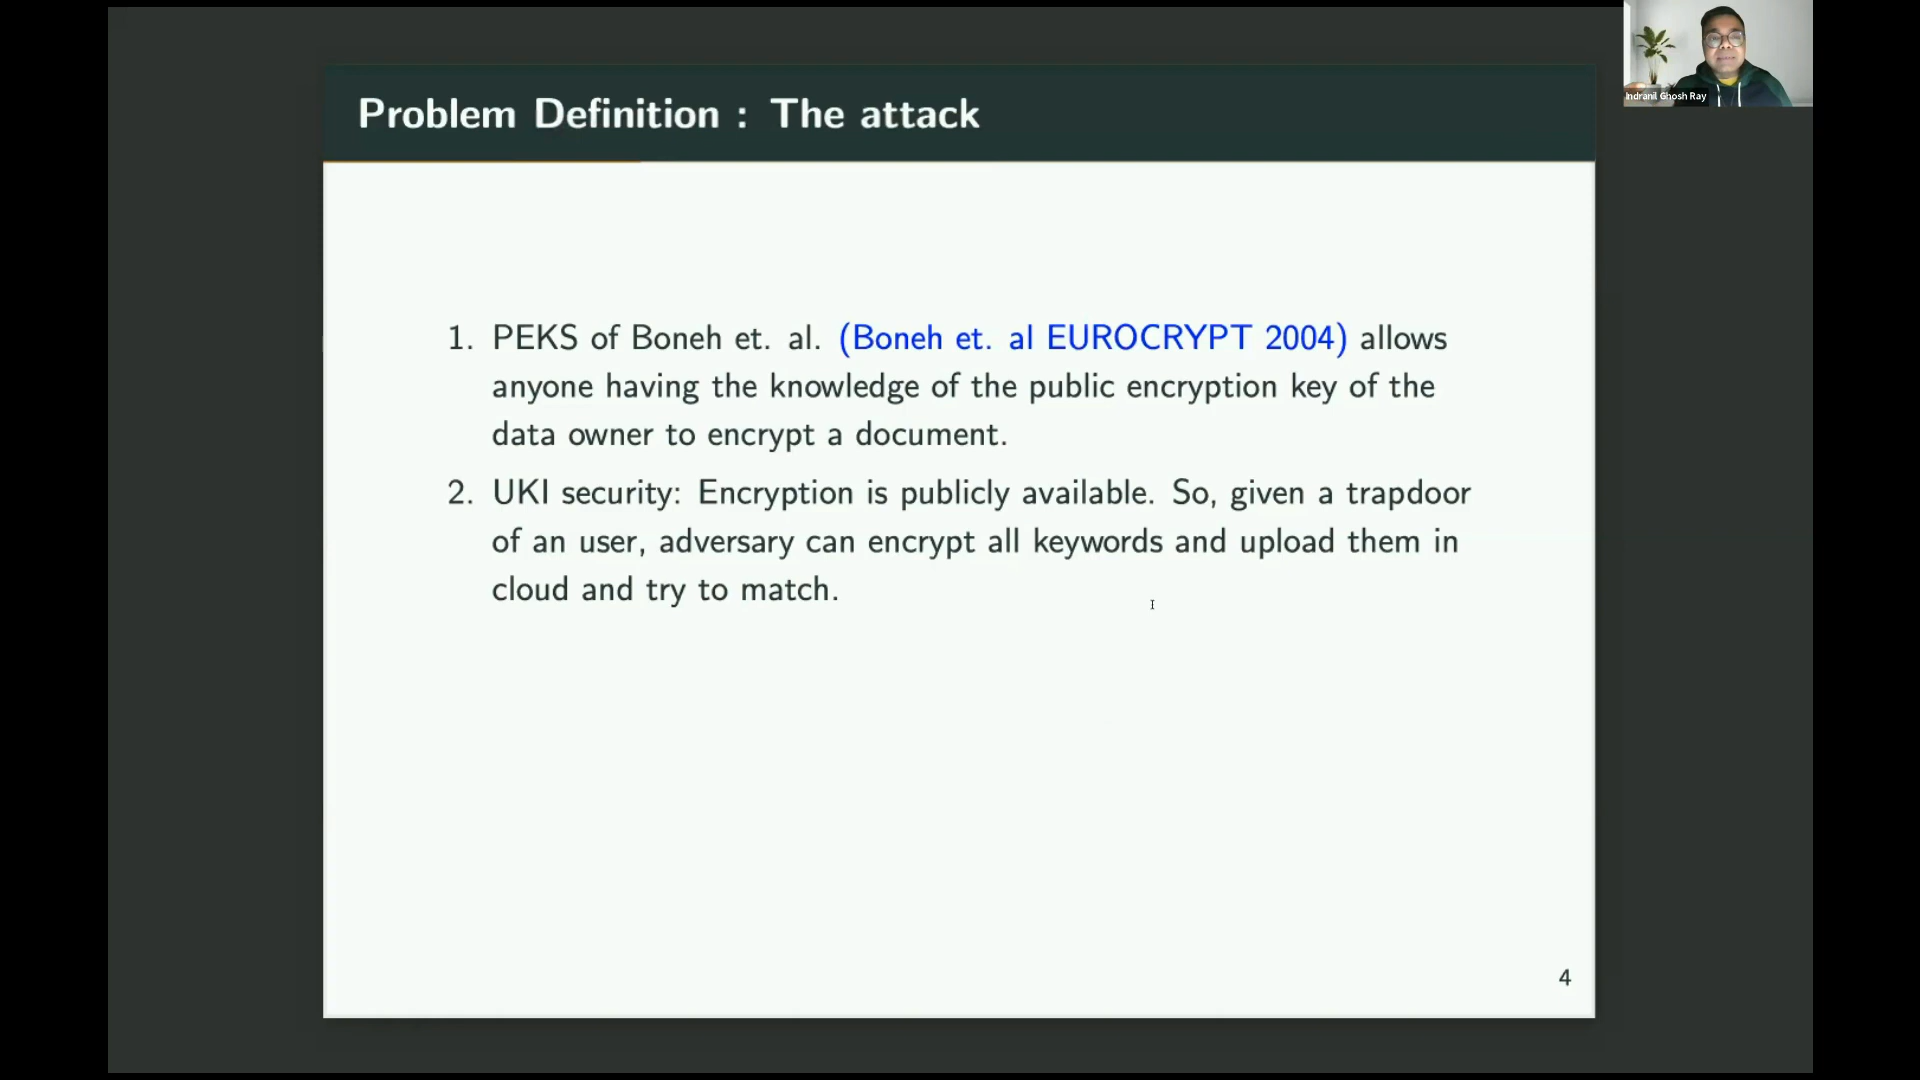 Indranil Ghosh Ray
Problem Definition : The attack
1. PEKS of Boneh et. al. (Boneh et. al EUROCRYPT 2004) allows
anyone having the knowledge of the public encryption key of the
data owner to encrypt a document.
2. UKI security: Encryption is publicly available. So, given a trapdoor
of an user, adversary can encrypt all keywords and upload them in
cloud and try to match.
4